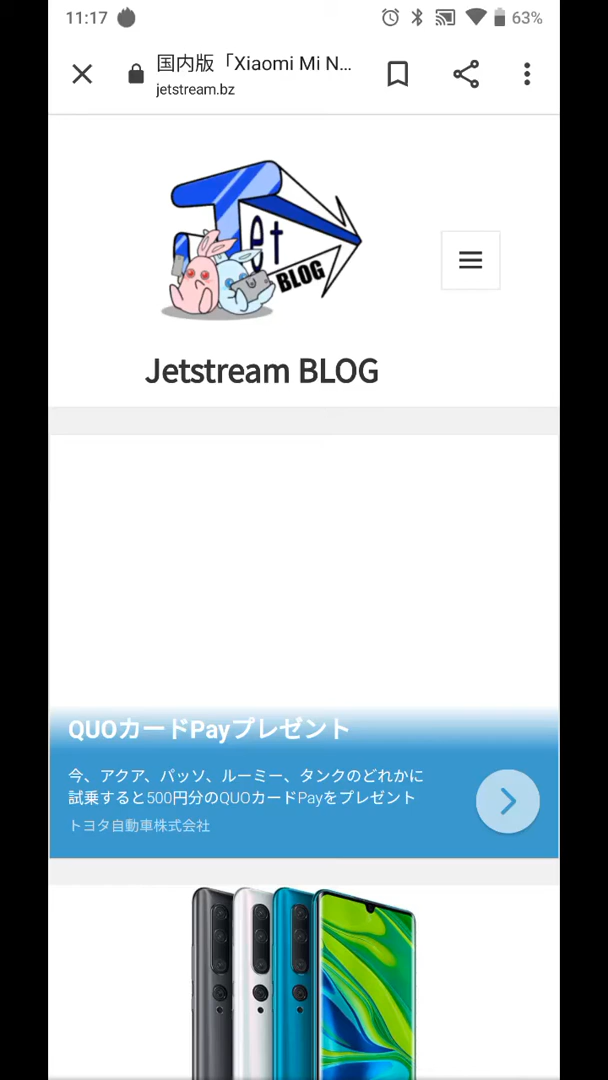 11:17
63%
国内版「Xiaomi Mi N...
jetstream.bz
et
BLOG
Jetstream BLOG
QUOカードPayプレゼント
今、アクア、パッソ、ルーミー、タンクのどれかに
試乗すると500円分のQUOカードPayをプレゼント
トヨタ自動車株式会社